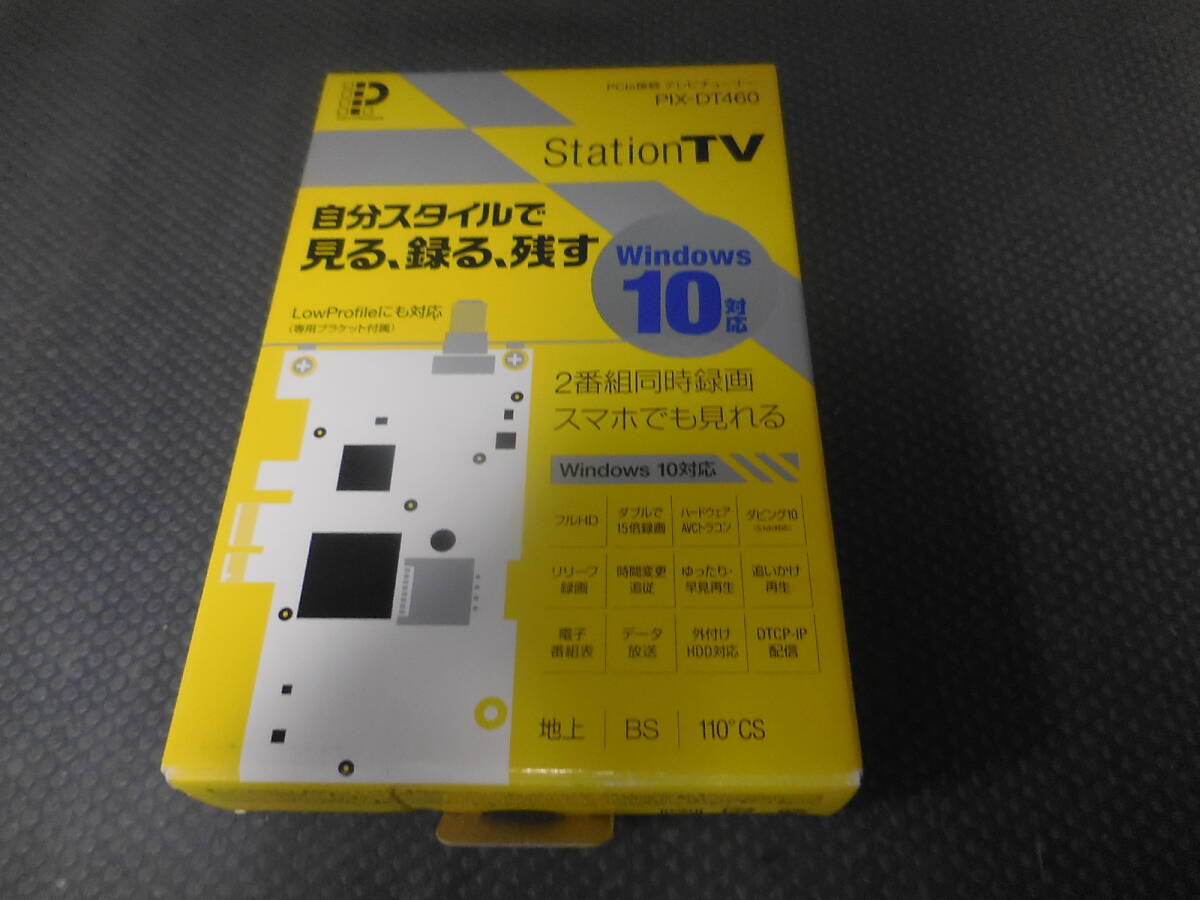 PCIe接続 テレビチューナー
PIX-DT460
StationTV
自分スタイルで
見る、録る、残す
Windows
10対応
LowProfileにも対応
(専用ブラケット付属)
2番組同時録画
スマホでも見れる
Windows 10対応
フルHD
ダブルで
15倍録画
ハードウェア
AVCトラコン
ダビング10
リリーフ
録画
時間変更
追従
ゆったり・
早見再生
追いかけ
再生
電子
番組表
データ
放送
外付け
HDD対応
DTCP-IP
配信
地上 BS 110°CS